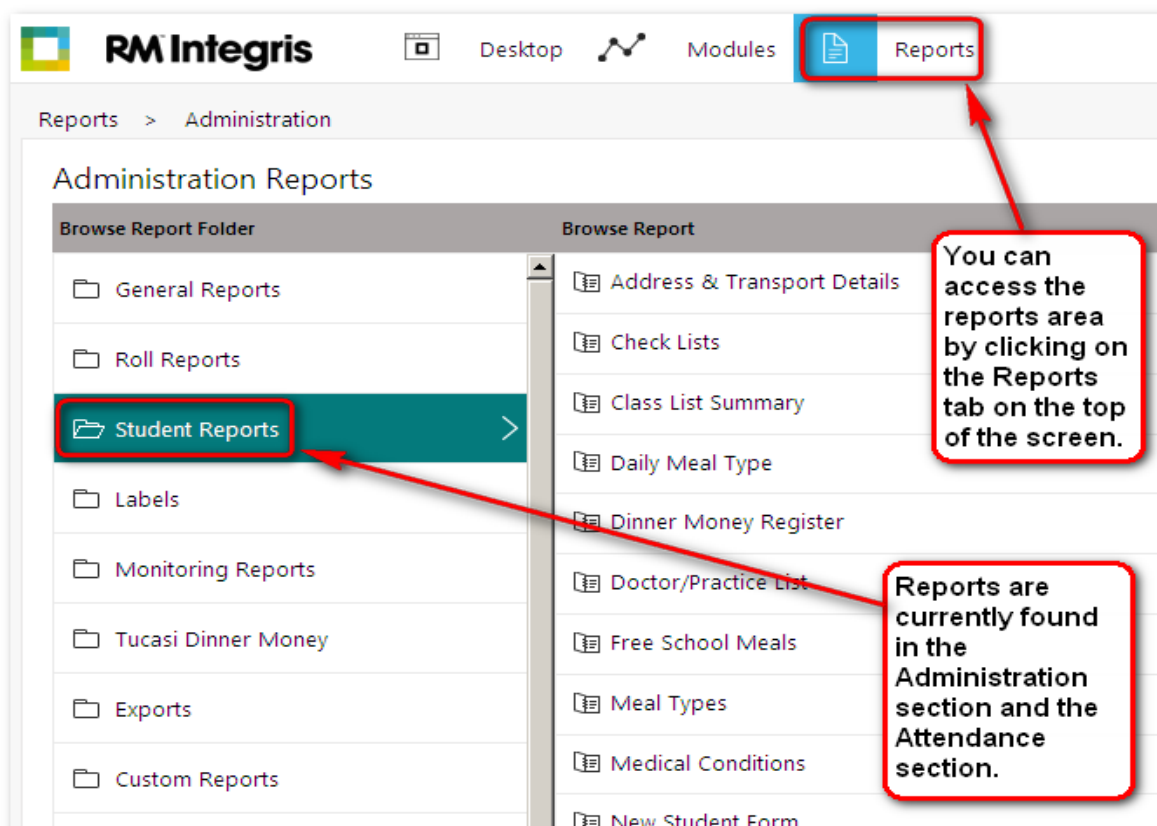 RM Integris Desktop Modules Reports
Reports > Administration
Administration Reports
Browse Report Folder
General Reports
Roll Reports
Student Reports
Labels
Monitoring Reports
Tucasi Dinner Money
Exports
Custom Reports
Browse Report
Address & Transport Details
Check Lists
Class List Summary
Daily Meal Type
Dinner Money Register
Doctor/Practice List
Free School Meals
Meal Types
Medical Conditions
New Student Form
You can
access the
reports area
by clicking on
the Reports
tab on the top
of the screen.
Reports are
currently found
in the
Administration
section and the
Attendance
section.